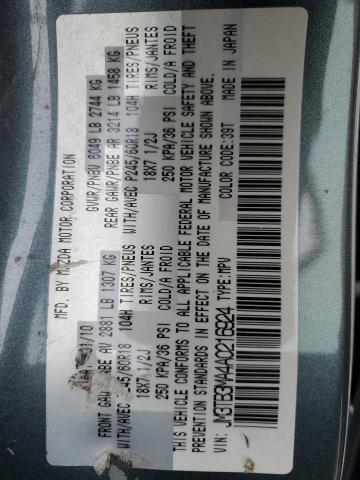 MFD. BY MAZDA MOTOR CORPORATION
1/10 GVWR/PNBV 6049 LB 2744 KG
FRONT GAWR/PNBE AV 2881 LB 1307 KG REAR GAWR/PNBE AR 3214 LB 1458 KG
WITH/AVEC P245/60R18 104H TIRES/PNEUS WITH/AVEC P245/60R18 104H TIRES/PNEUS
18X7 1/2J RIMS/JANTES 18X7 1/2J RIMS/JANTES
250 KPA/36 PSI COLD/A FROID 250 KPA/36 PSI COLD/A FROID
THIS VEHICLE CONFORMS TO ALL APPLICABLE FEDERAL MOTOR VEHICLE SAFETY AND THEFT
PREVENTION STANDARDS IN EFFECT ON THE DATE OF MANUFACTURE SHOWN ABOVE.
COLOR CODE:39T MADE IN JAPAN
VIN: JM3TB3MA4A0216924 TYPE:MPV